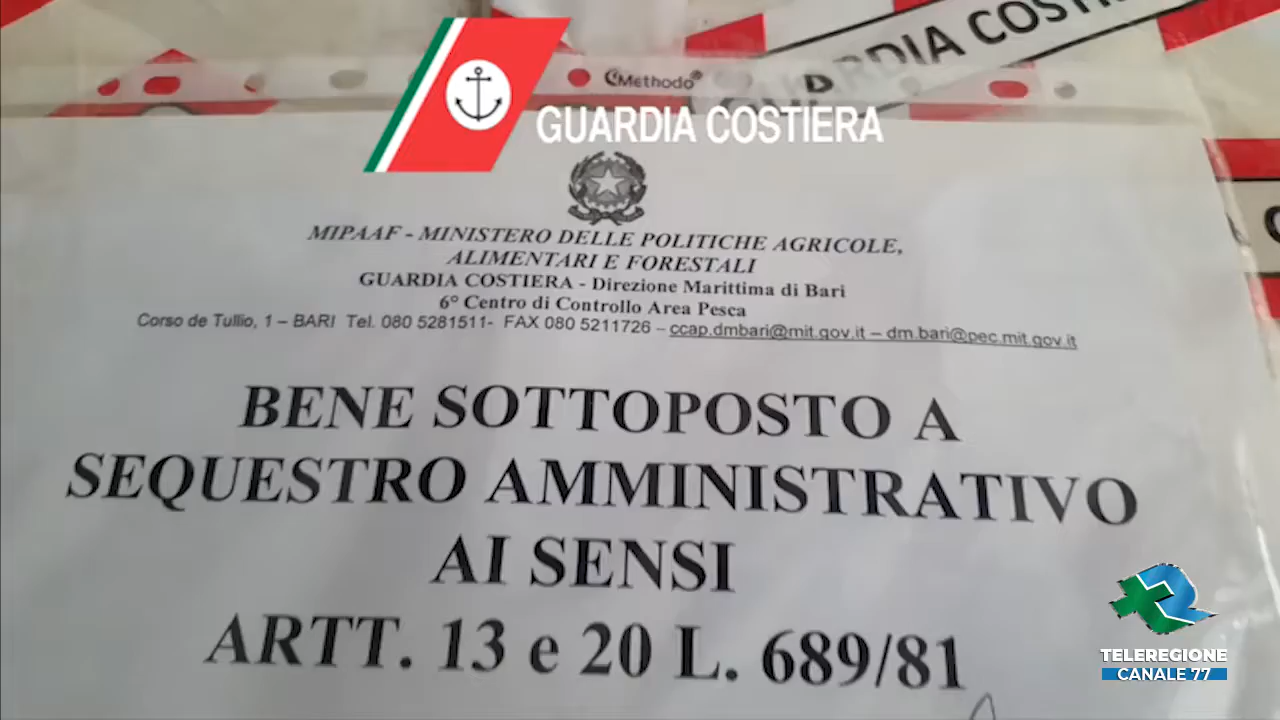 GUARDIA COSTI
Methodo®
GUARDIA COSTIERA
MIPAAF - MINISTERO DELLE POLITICHE AGRICOLE,
ALIMENTARI E FORESTALI
GUARDIA COSTIERA - Direzione Marittima di Bari
6° Centro di Controllo Area Pesca
Corso de Tullio, 1 – BARI Tel. 080 5281511- FAX 080 5211726 – ccap.dmbari@mit.gov.it – dm.bari@pec.mit.gov.it
BENE SOTTOPOSTO A
SEQUESTRO AMMINISTRATIVO
AI SENSI
ARTT. 13 e 20 L. 689/81
TELEREGIONE
CANALE 77